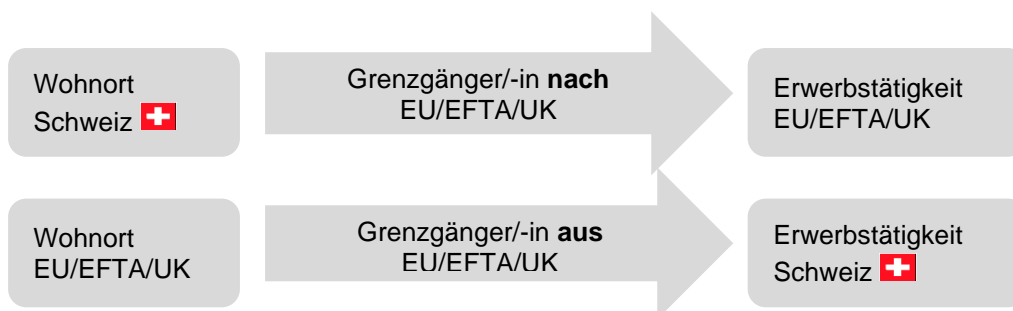 Wohnort
Schweiz
Grenzgänger/-in nach
EU/EFTA/UK
Erwerbstätigkeit
EU/EFTA/UK
Wohnort
EU/EFTA/UK
Grenzgänger/-in aus
EU/EFTA/UK
Erwerbstätigkeit
Schweiz